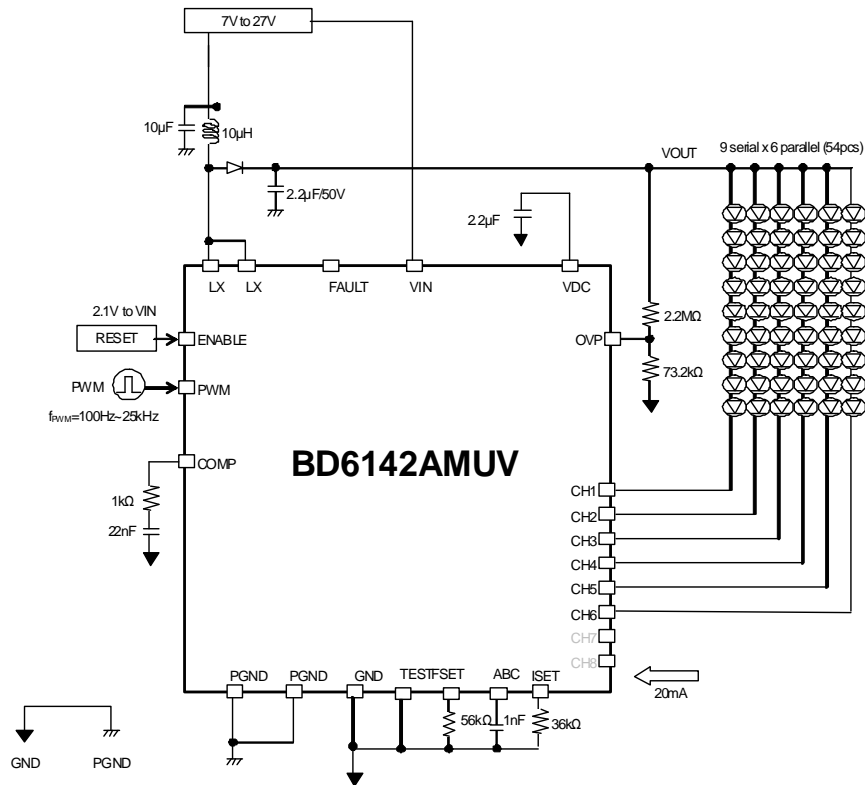 7V to 27V
10µF
10µH
VOUT
9 serial x 6 parallel (54pcs)
2.2µF/50V
2.2µF
LX
LX
FAULT
VIN
VDC
2.1V to VIN
RESET
ENABLE
2.2MΩ
OVP
73.2kΩ
PWM
PWM
fPWM=100Hz~25kHz
COMP
BD6142AMUV
1kΩ
22nF
CH1
CH2
CH3
CH4
CH5
CH6
CH7
CH8
PGND
PGND
GND
TEST
FSET
ABC
ISET
20mA
56kΩ
1nF
36kΩ
GND
PGND